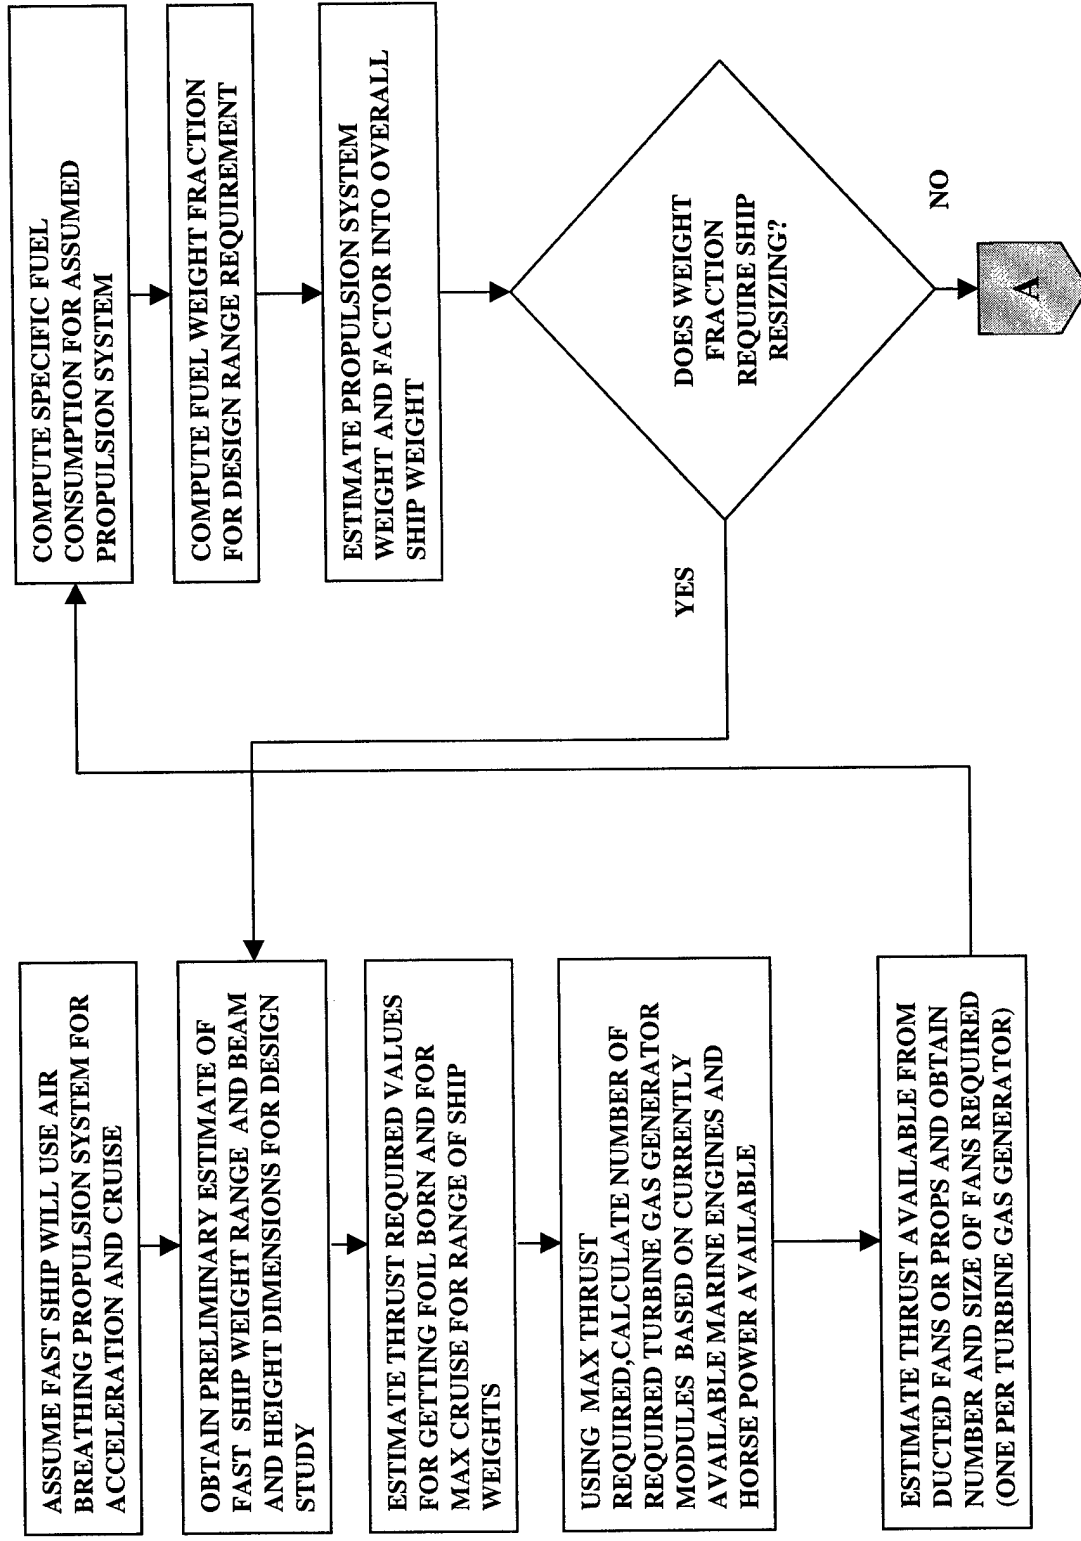 ASSUME FAST SHIP WILL USE AIR
BREATHING PROPULSION SYSTEM FOR
ACCELERATION AND CRUISE
OBTAIN PRELIMINARY ESTIMATE OF
FAST SHIP WEIGHT RANGE AND BEAM
AND HEIGHT DIMENSIONS FOR DESIGN
STUDY
ESTIMATE THRUST REQUIRED VALUES
FOR GETTING FOIL BORN AND FOR
MAX CRUISE FOR RANGE OF SHIP
WEIGHTS
USING MAX THRUST
REQUIRED,CALCULATE NUMBER OF
REQUIRED TURBINE GAS GENERATOR
MODULES BASED ON CURRENTLY
AVAILABLE MARINE ENGINES AND
HORSE POWER AVAILABLE
ESTIMATE THRUST AVAILABLE FROM
DUCTED FANS OR PROPS AND OBTAIN
NUMBER AND SIZE OF FANS REQUIRED
(ONE PER TURBINE GAS GENERATOR)
COMPUTE SPECIFIC FUEL
CONSUMPTION FOR ASSUMED
PROPULSION SYSTEM
COMPUTE FUEL WEIGHT FRACTION
FOR DESIGN RANGE REQUIREMENT
ESTIMATE PROPULSION SYSTEM
WEIGHT AND FACTOR INTO OVERALL
SHIP WEIGHT
DOES WEIGHT
FRACTION
REQUIRE SHIP
RESIZING?
YES
NO
A